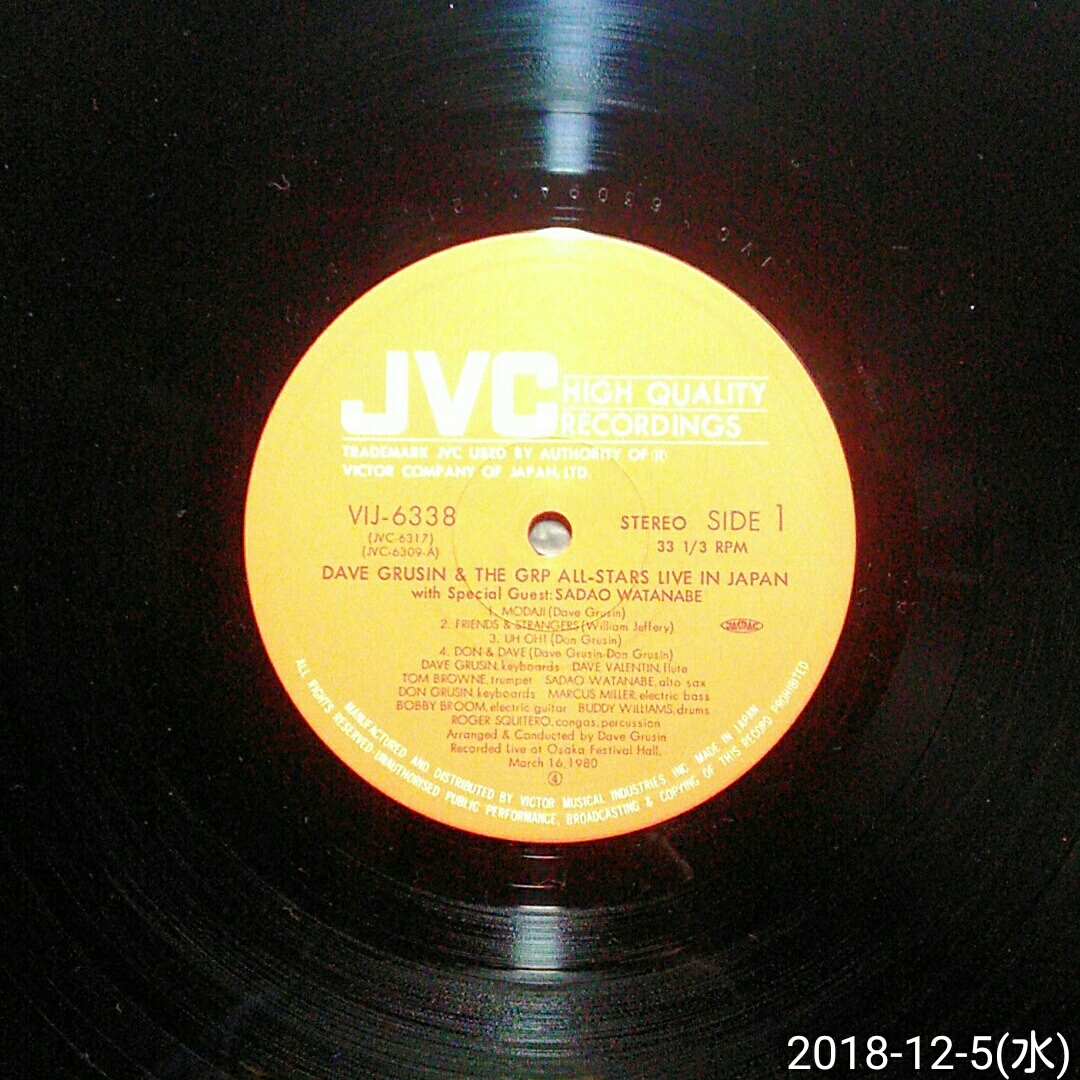 JVC HIGH QUALITY
RECORDINGS
TRADEMARK JVC USED BY AUTHORITY OF (R)
VICTOR COMPANY OF JAPAN, LTD.
VIJ-6338
(JVC-6317)
(JVC-6309-A)
STEREO SIDE 1
33 1/3 RPM
DAVE GRUSIN & THE GRP ALL-STARS LIVE IN JAPAN
with Special Guest: SADAO WATANABE
1. MODAJI (Dave Grusin)
2. FRIENDS & STRANGERS (William Jeffery)
3. UH OH! (Don Grusin)
4. DON & DAVE (Dave Grusin-Don Grusin)
JASRAC
DAVE GRUSIN, keyboards DAVE VALENTIN, flute
TOM BROWNE, trumpet SADAO WATANABE, alto sax
DON GRUSIN, keyboards MARCUS MILLER, electric bass
BOBBY BROOM, electric guitar BUDDY WILLIAMS, drums
ROGER SQUITERO, congas, percussion
Arranged & Conducted by Dave Grusin
Recorded Live at Osaka Festival Hall,
March 16, 1980
④
MANUFACTURED AND DISTRIBUTED BY VICTOR MUSICAL INDUSTRIES, INC. MADE IN JAPAN
ALL RIGHTS RESERVED·UNAUTHORISED PUBLIC PERFORMANCE, BROADCASTING & COPYING OF THIS RECORD PROHIBITED
2018-12-5(水)